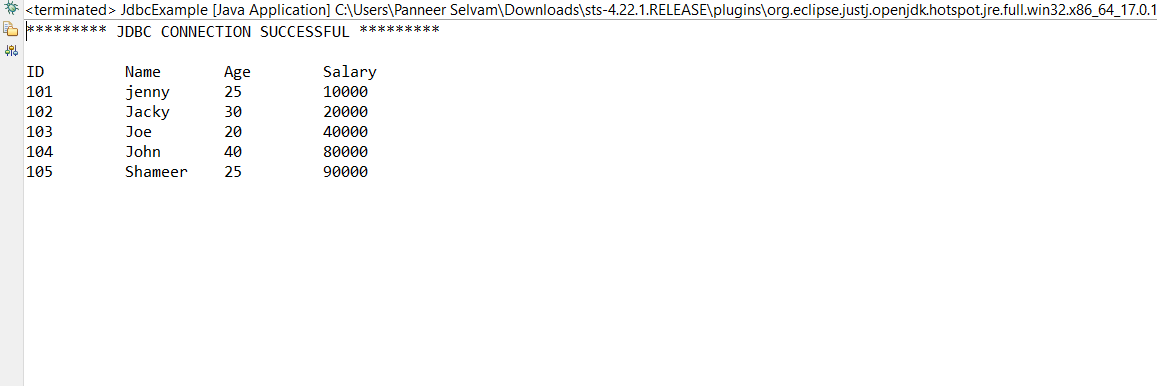 <terminated> JdbcExample [Java Application] C:\Users\Panneer Selvam\Downloads\sts-4.22.1.RELEASE\plugins\org.eclipse.justj.openjdk.hotspot.jre.full.win32.x86_64_17.0.1
********* JDBC CONNECTION SUCCESSFUL *********
ID Name Age Salary
101 jenny 25 10000
102 Jacky 30 20000
103 Joe 20 40000
104 John 40 80000
105 Shameer 25 90000